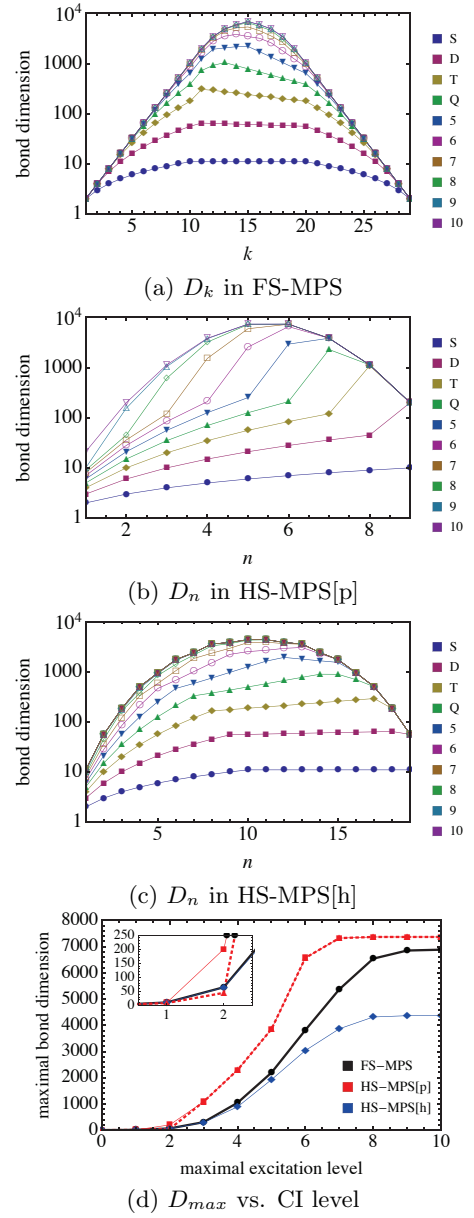 10⁴
1000
100
10
1
bond dimension
5 10 15 20 25
k
S
D
T
Q
5
6
7
8
9
10
(a) Dₖ in FS-MPS
10⁴
1000
100
10
1
bond dimension
2 4 6 8
n
S
D
T
Q
5
6
7
8
9
10
(b) Dₙ in HS-MPS[p]
10⁴
1000
100
10
1
bond dimension
5 10 15
n
S
D
T
Q
5
6
7
8
9
10
(c) Dₙ in HS-MPS[h]
8000
7000
6000
5000
4000
3000
2000
1000
0
maximal bond dimension
250
200
150
100
50
0
1 2
FS−MPS
HS−MPS[p]
HS−MPS[h]
0 2 4 6 8 10
maximal excitation level
(d) Dₘₐₓ vs. CI level